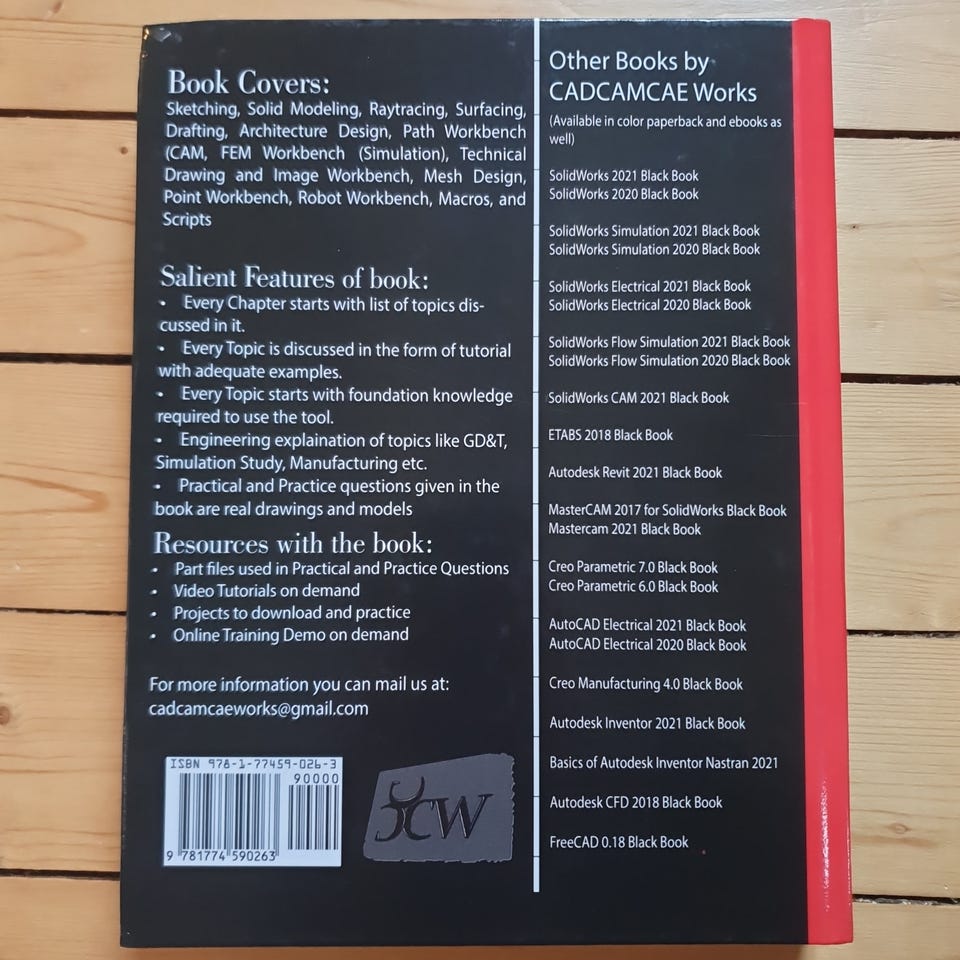 Book Covers:
Sketching, Solid Modeling, Raytracing, Surfacing,
Drafting, Architecture Design, Path Workbench
(CAM, FEM Workbench (Simulation), Technical
Drawing and Image Workbench, Mesh Design,
Point Workbench, Robot Workbench, Macros, and
Scripts
Salient Features of book:
• Every Chapter starts with list of topics dis-
cussed in it.
• Every Topic is discussed in the form of tutorial
with adequate examples.
• Every Topic starts with foundation knowledge
required to use the tool.
• Engineering explaination of topics like GD&T,
Simulation Study, Manufacturing etc.
• Practical and Practice questions given in the
book are real drawings and models
Resources with the book:
• Part files used in Practical and Practice Questions
• Video Tutorials on demand
• Projects to download and practice
• Online Training Demo on demand
For more information you can mail us at:
cadcamcaeworks@gmail.com
ISBN 978-1-77459-026-3
90000
9 781774 590263
CCW
Other Books by
CADCAMCAE Works
(Available in color paperback and ebooks as
well)
SolidWorks 2021 Black Book
SolidWorks 2020 Black Book
SolidWorks Simulation 2021 Black Book
SolidWorks Simulation 2020 Black Book
SolidWorks Electrical 2021 Black Book
SolidWorks Electrical 2020 Black Book
SolidWorks Flow Simulation 2021 Black Book
SolidWorks Flow Simulation 2020 Black Book
SolidWorks CAM 2021 Black Book
ETABS 2018 Black Book
Autodesk Revit 2021 Black Book
MasterCAM 2017 for SolidWorks Black Book
Mastercam 2021 Black Book
Creo Parametric 7.0 Black Book
Creo Parametric 6.0 Black Book
AutoCAD Electrical 2021 Black Book
AutoCAD Electrical 2020 Black Book
Creo Manufacturing 4.0 Black Book
Autodesk Inventor 2021 Black Book
Basics of Autodesk Inventor Nastran 2021
Autodesk CFD 2018 Black Book
FreeCAD 0.18 Black Book